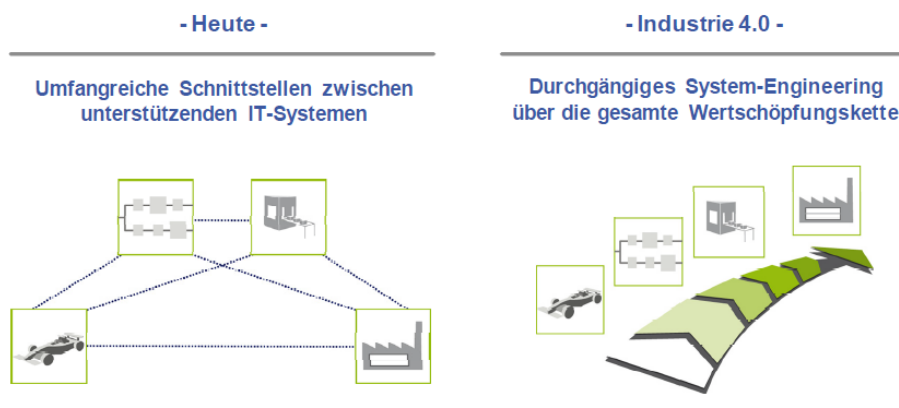 - Heute -
Umfangreiche Schnittstellen zwischen
unterstützenden IT-Systemen
- Industrie 4.0 -
Durchgängiges System-Engineering
über die gesamte Wertschöpfungskette